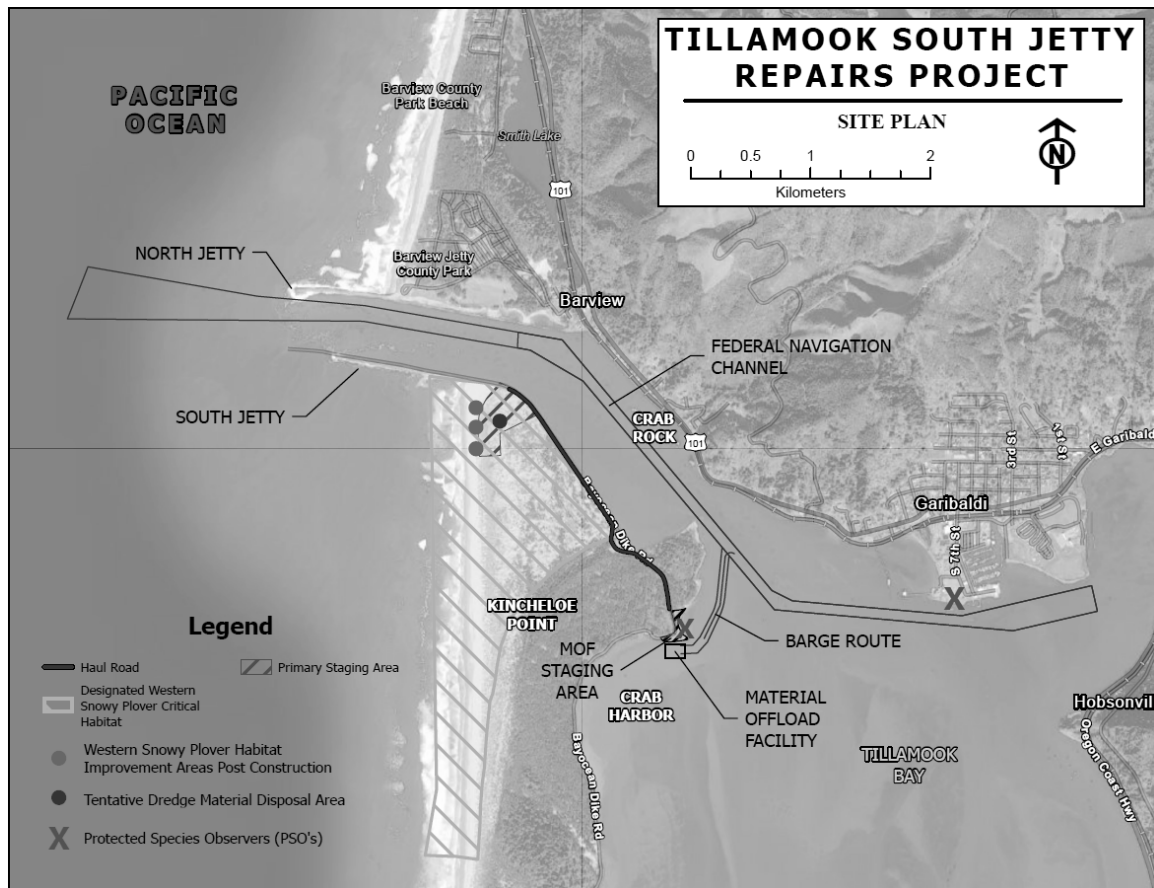 TILLAMOOK SOUTH JETTY
REPAIRS PROJECT
SITE PLAN
0 0.5 1 2
Kilometers
N
PACIFIC
OCEAN
Barview County
Park Beach
Smith Lake
101
NORTH JETTY
Barview Jetty
County Park
Barview
FEDERAL NAVIGATION
CHANNEL
SOUTH JETTY
CRAB
ROCK
101
3rd St
1st St
E Garibaldi
Garibaldi
S 7th St
Bayocean Dike Rd
KINCHELOE
POINT
BARGE ROUTE
MOF
STAGING
AREA
MATERIAL
OFFLOAD
FACILITY
CRAB
HARBOR
Hobsonvil
Oregon Coast Hwy
TILLAMOOK
BAY
Bayocean Dike Rd
Legend
Haul Road
Primary Staging Area
Designated Western
Snowy Plover Critical
Habitat
Western Snowy Plover Habitat
Improvement Areas Post Construction
Tentative Dredge Material Disposal Area
X
Protected Species Observers (PSO's)
X
X